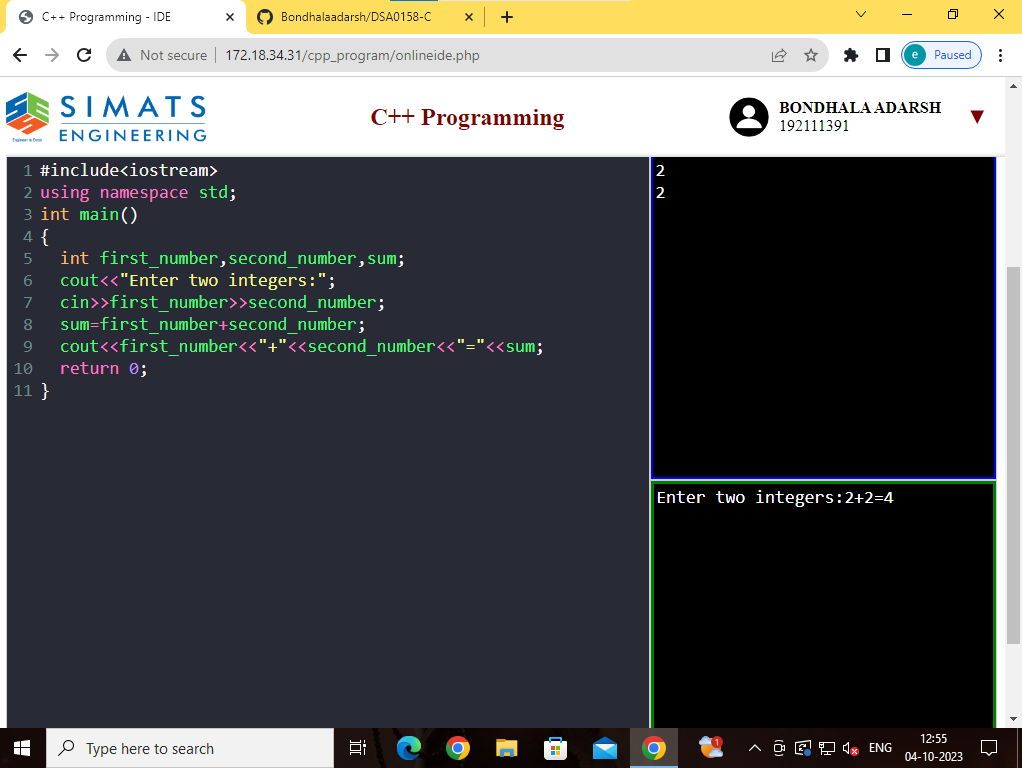 C++ Programming - IDE
Bondhalaadarsh/DSA0158-C
Not secure
172.18.34.31/cpp_program/onlineide.php
e Paused
SIMATS
ENGINEERING
C++ Programming
BONDHALA ADARSH
192111391
1 #include<iostream>
2 using namespace std;
3 int main()
4 {
5 int first_number,second_number,sum;
6 cout<<"Enter two integers:";
7 cin>>first_number>>second_number;
8 sum=first_number+second_number;
9 cout<<first_number<<"+"<<second_number<<"="<<sum;
10 return 0;
11 }
2
2
Enter two integers:2+2=4
Type here to search
1
ENG
12:55
04-10-2023